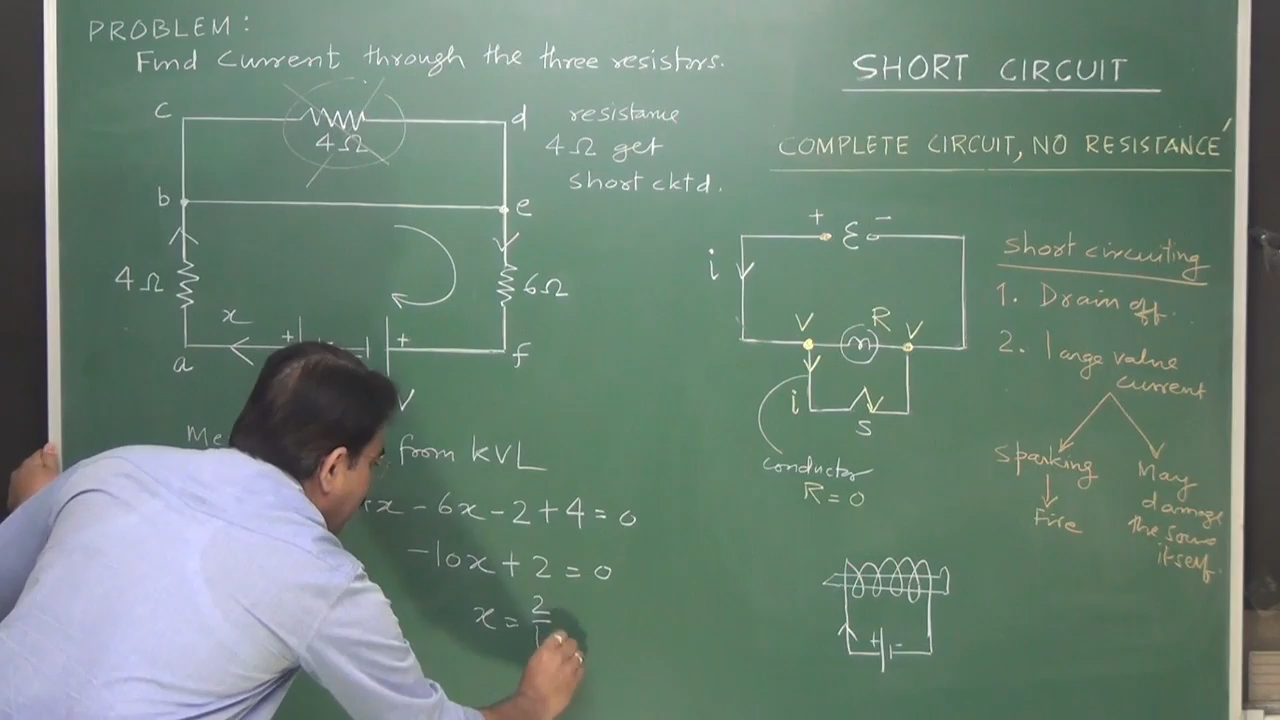 PROBLEM:
Find Current through the three resistors.
c
d
4Ω
resistance
4Ω get
short cktd.
b
e
4Ω
6Ω
x
+
+
a
f
from KVL
x - 6x - 2 + 4 = 0
-10x + 2 = 0
x = 2
SHORT CIRCUIT
COMPLETE CIRCUIT, NO RESISTANCE
+ ε -
i
V R V
i
S
conductor
R = 0
+ -
short circuiting
1. Drain off.
2. large value
current
Sparking
Fire
May
damage
the
itself.